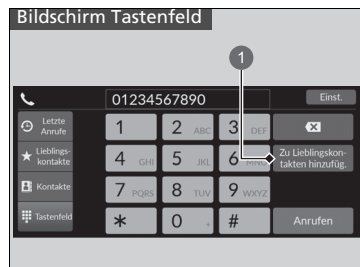 Bildschirm Tastenfeld
1
01234567890
Einst.
Letzte
Anrufe
1
2 ABC
3 DEF
Lieblings-
kontakte
4 GHI
5 JKL
6 MNO
Zu Lieblingskon-
takten hinzufüg.
Kontakte
7 PQRS
8 TUV
9 WXYZ
Tastenfeld
*
0 +
#
Anrufen